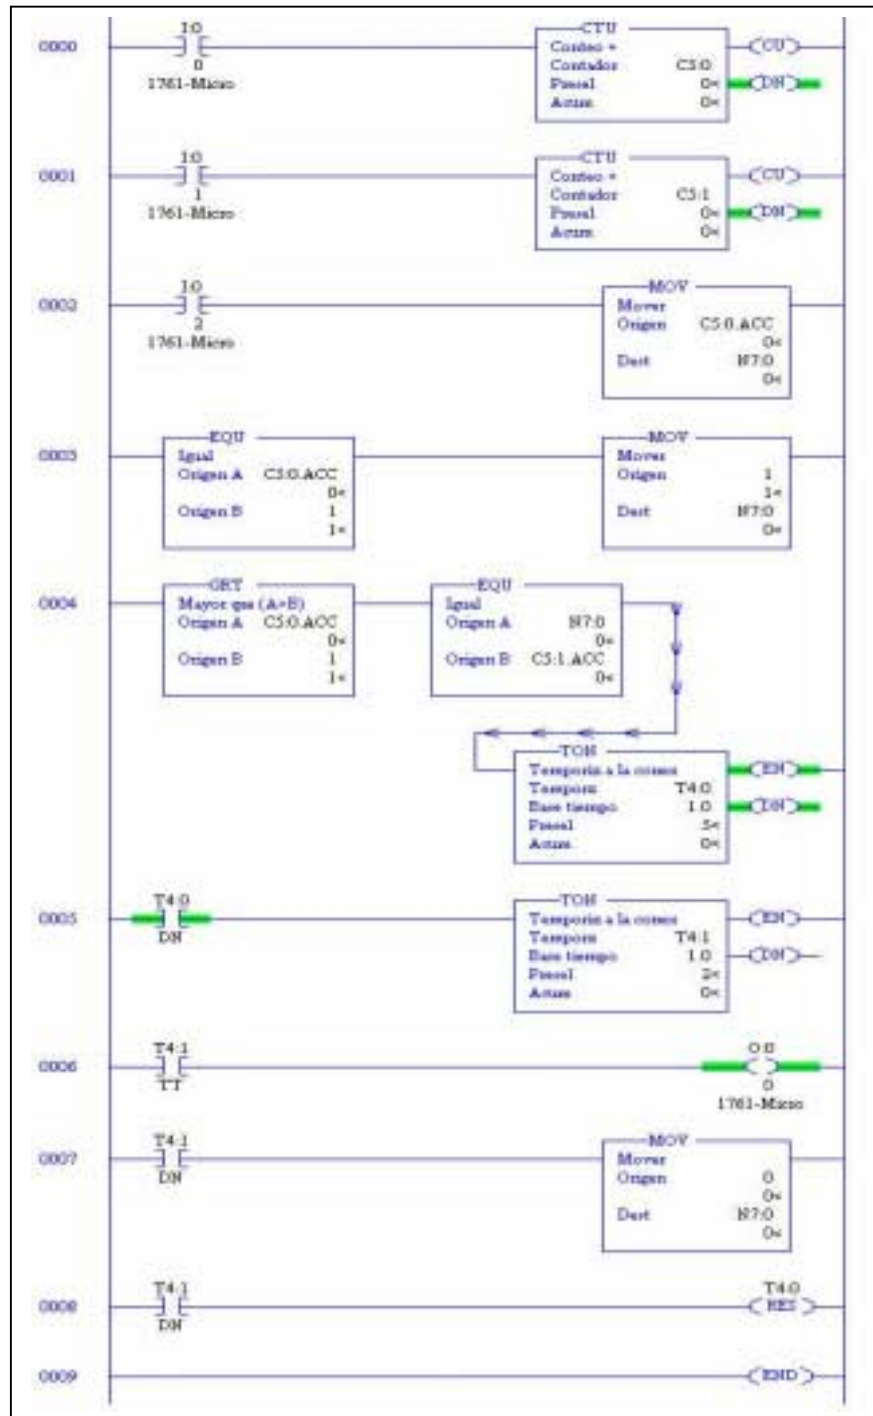 0000
I:0
0
1761-Micro
CTU
Conteo +
Contador C5:0
Presel 0<
Acum 0<
CU
DN
0001
I:0
1
1761-Micro
CTU
Conteo +
Contador C5:1
Presel 0<
Acum 0<
CU
DN
0002
I:0
2
1761-Micro
MOV
Mover
Origen C5:0.ACC
0<
Dest N7:0
0<
0003
EQU
Igual
Origen A C5:0.ACC
0<
Origen B 1
1<
MOV
Mover
Origen 1
1<
Dest N7:0
0<
0004
GRT
Mayor que (A>B)
Origen A C5:0.ACC
0<
Origen B 1
1<
EQU
Igual
Origen A N7:0
0<
Origen B C5:1.ACC
0<
TON
Temporiz a la conex
Temporiz T4:0
Base tiempo 1.0
Presel 5<
Acum 0<
EN
DN
0005
T4:0
DN
TON
Temporiz a la conex
Temporiz T4:1
Base tiempo 1.0
Presel 2<
Acum 0<
EN
DN
0006
T4:1
TT
O:0
0
1761-Micro
0007
T4:1
DN
MOV
Mover
Origen 0
0<
Dest N7:0
0<
0008
T4:1
DN
T4:0
RES
0009
END